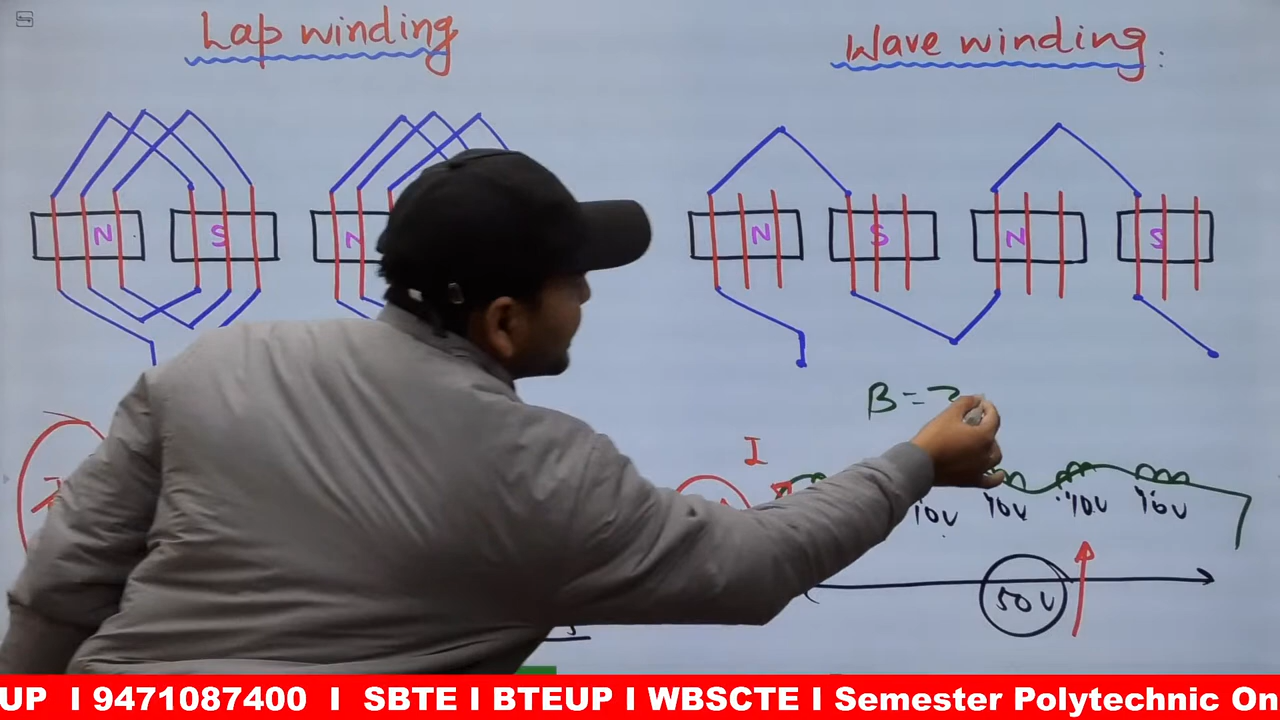 Lap winding
Wave winding
N S N
N S N S
B =
I
10V 10V 10V 10V
50V
UP I 9471087400 I SBTE I BTEUP I WBSCTE I Semester Polytechnic On